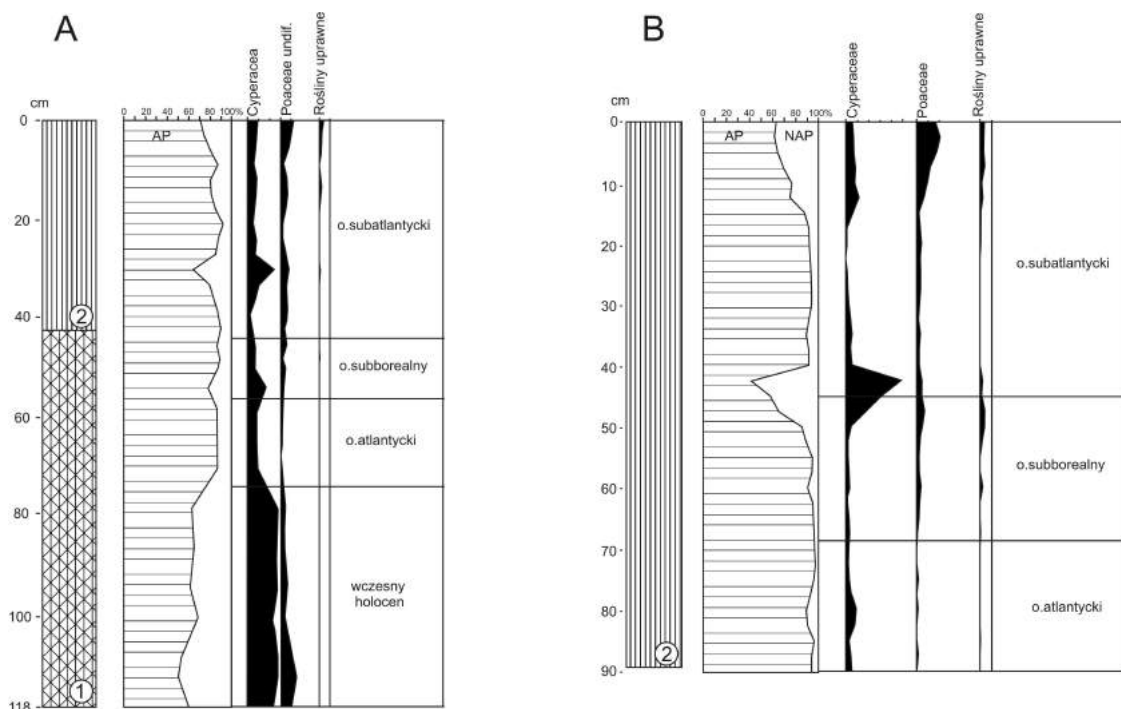 A
cm
0
20
40
60
80
100
118
2
1
0 20 40 60 80 100%
AP
Cyperacea
Poaceae undif.
Rośliny uprawne
o.subatlantycki
o.subborealny
o.atlantycki
wczesny
holocen
B
cm
0
10
20
30
40
50
60
70
80
90
2
0 20 40 60 80 100%
AP
NAP
Cyperaceae
Poaceae
Rośliny uprawne
o.subatlantycki
o.subborealny
o.atlantycki